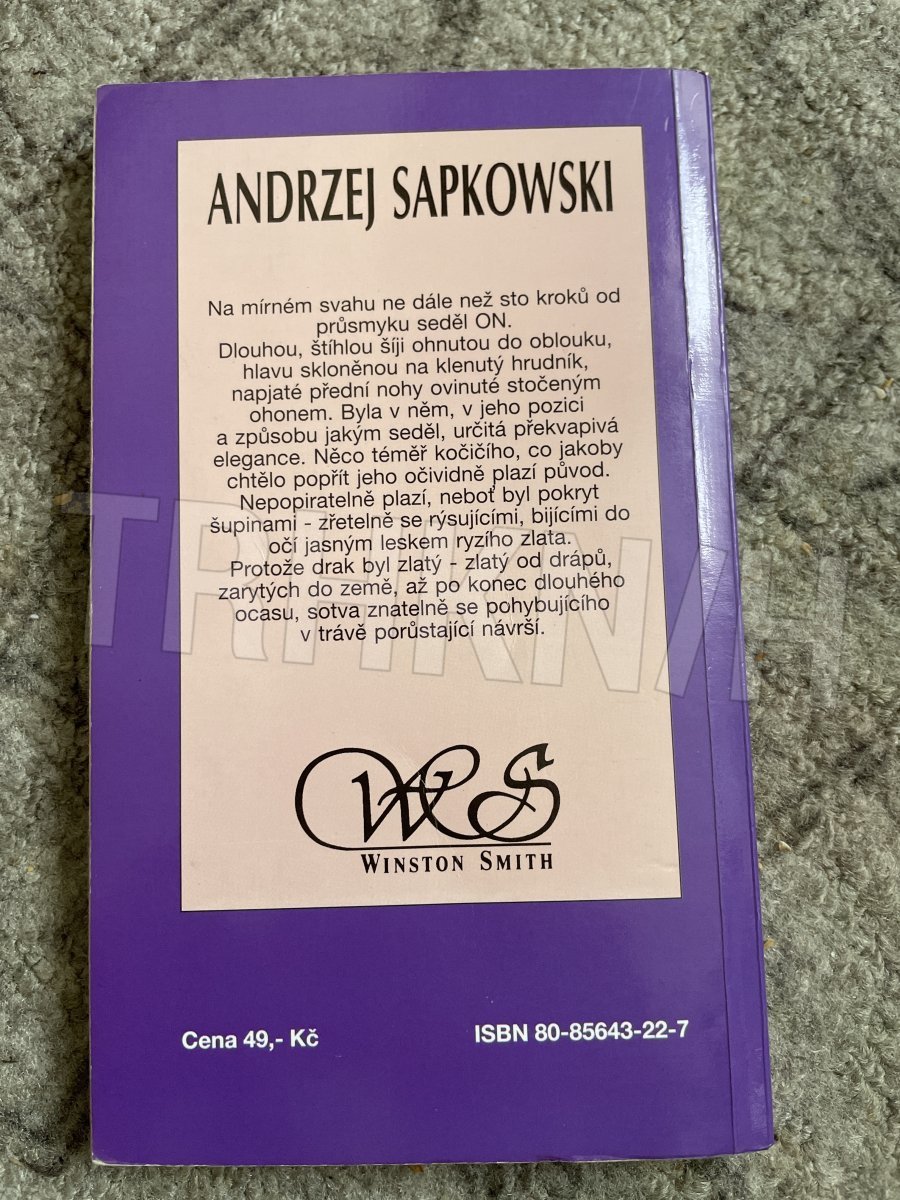 ANDRZEJ SAPKOWSKI
Na mírném svahu ne dále než sto kroků od
průsmyku seděl ON.
Dlouhou, štíhlou šíji ohnutou do oblouku,
hlavu skloněnou na klenutý hrudník,
napjaté přední nohy ovinuté stočeným
ohonem. Byla v něm, v jeho pozici
a způsobu jakým seděl, určitá překvapivá
elegance. Něco téměř kočičího, co jakoby
chtělo popřít jeho očividně plazí původ.
Nepopiratelně plazí, neboť byl pokryt
šupinami - zřetelně se rýsujícími, bijícími do
očí jasným leskem ryzího zlata.
Protože drak byl zlatý - zlatý od drápů,
zarytých do země, až po konec dlouhého
ocasu, sotva znatelně se pohybujícího
v trávě porůstající návrší.
WS
WINSTON SMITH
Cena 49,- Kč
ISBN 80-85643-22-7